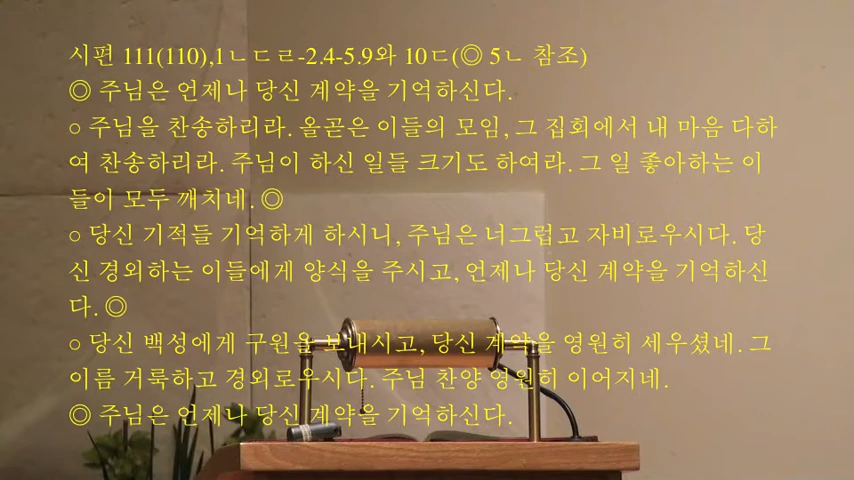 시편 111(110),1ㄴㄷㄹ-2.4-5.9와 10ㄷ(◎ 5ㄴ 참조)
◎ 주님은 언제나 당신 계약을 기억하신다.
○ 주님을 찬송하리라. 올곧은 이들의 모임, 그 집회에서 내 마음 다하
여 찬송하리라. 주님이 하신 일들 크기도 하여라. 그 일 좋아하는 이
들이 모두 깨치네. ◎
○ 당신 기적들 기억하게 하시니, 주님은 너그럽고 자비로우시다. 당
신 경외하는 이들에게 양식을 주시고, 언제나 당신 계약을 기억하신
다. ◎
○ 당신 백성에게 구원을 보내시고, 당신 계약을 영원히 세우셨네. 그
이름 거룩하고 경외로우시다. 주님 찬양 영원히 이어지네.
◎ 주님은 언제나 당신 계약을 기억하신다.